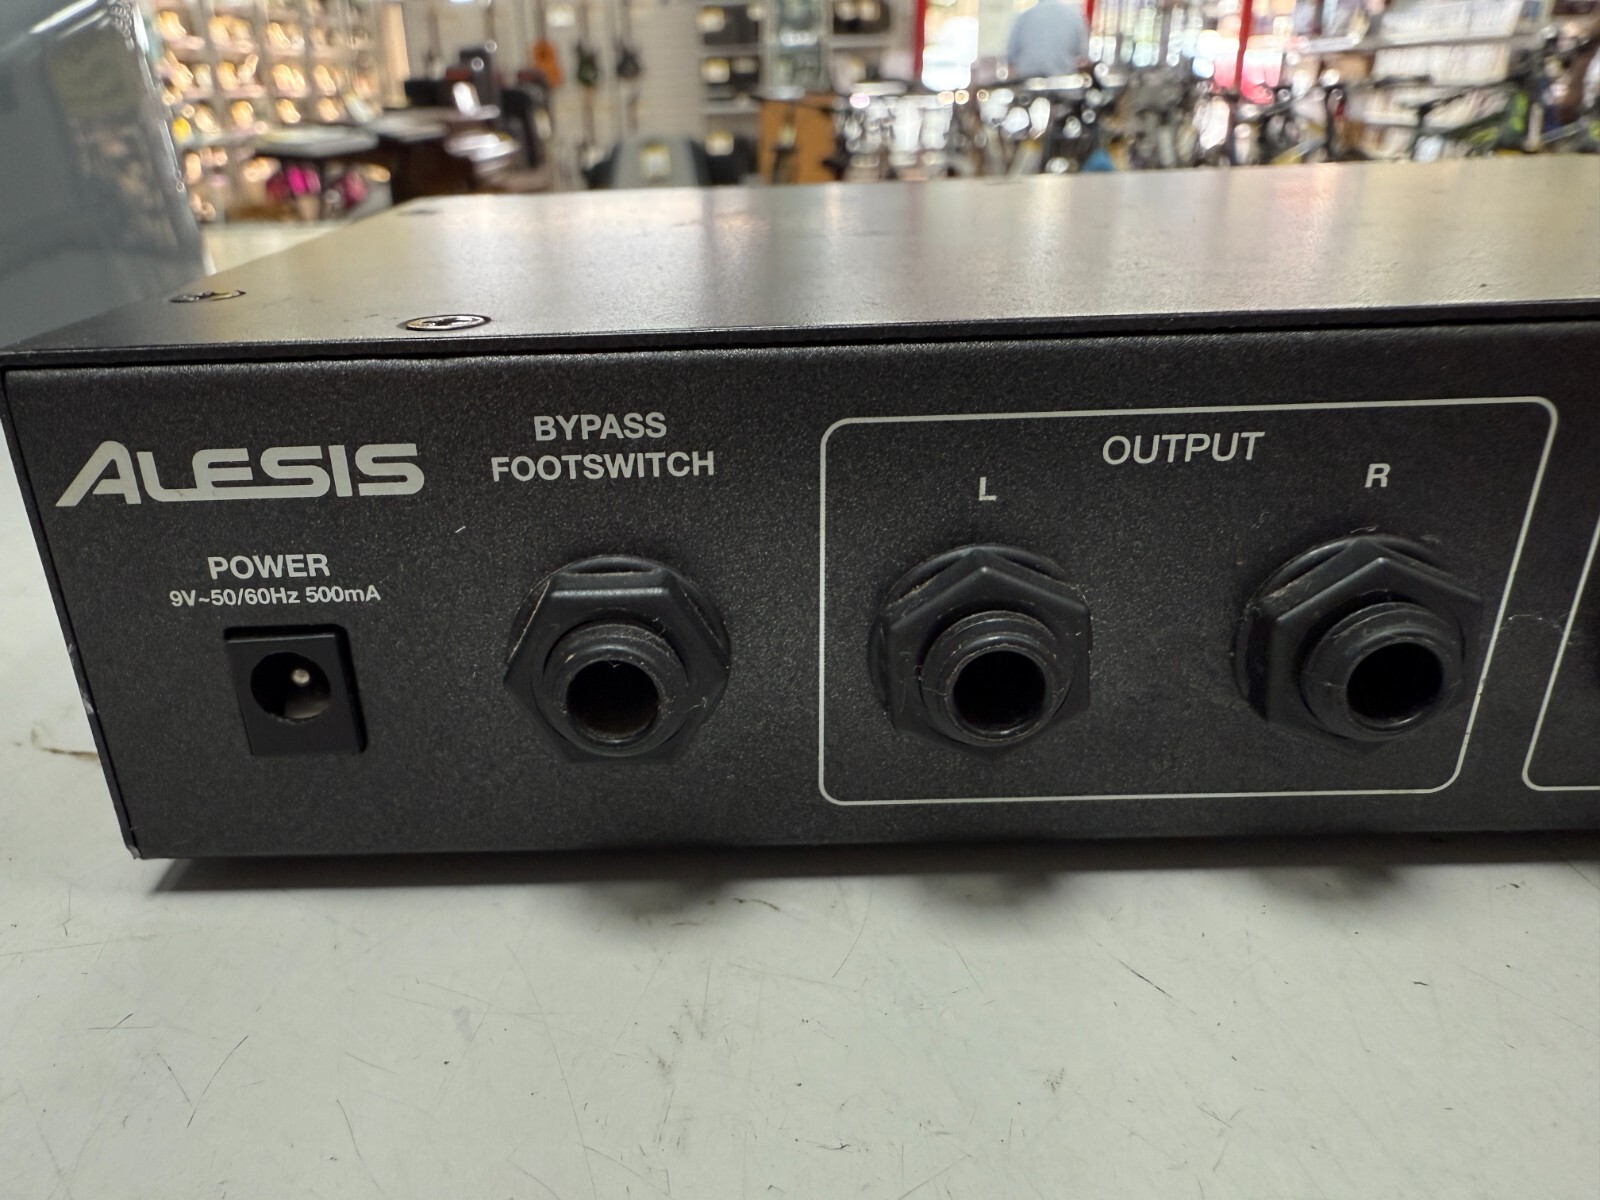 ALESIS
POWER
9V~50/60Hz 500mA
BYPASS
FOOTSWITCH
OUTPUT
L
R